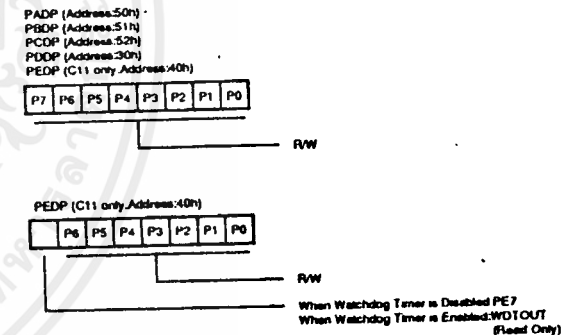 PADP (Address:50h)
PBDP (Address:51h)
PCDP (Address:52h)
PDDP (Address:30h)
PEDP (C11 only.Address:40h)
P7 P6 P5 P4 P3 P2 P1 P0
R/W
PEDP (C11 only.Address:40h)
P6 P5 P4 P3 P2 P1 P0
R/W
When Watchdog Timer is Disabled PE7
When Watchdog Timer is Enabled:WDTOUT
(Read Only)